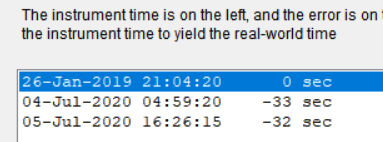 The instrument time is on the left, and the error is on
the instrument time to yield the real-world time
26-Jan-2019 21:04:20 0 sec
04-Jul-2020 04:59:20 -33 sec
05-Jul-2020 16:26:15 -32 sec